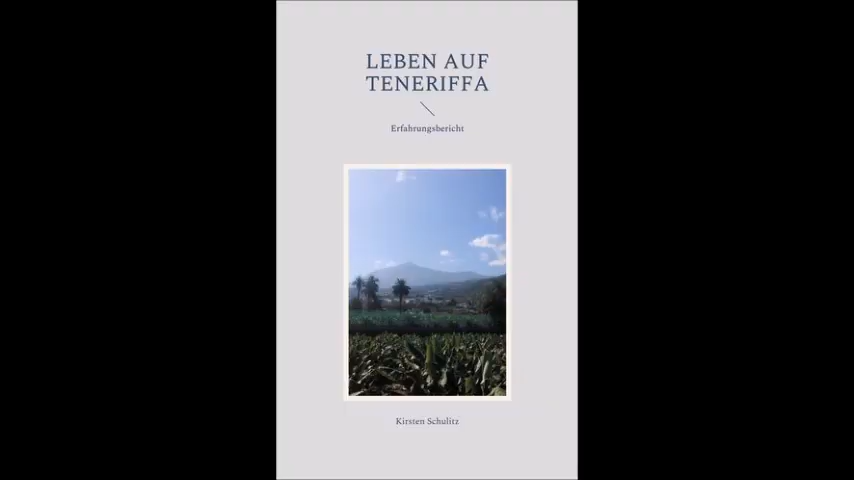 LEBEN AUF
TENERIFFA
Erfahrungsbericht
Kirsten Schulitz